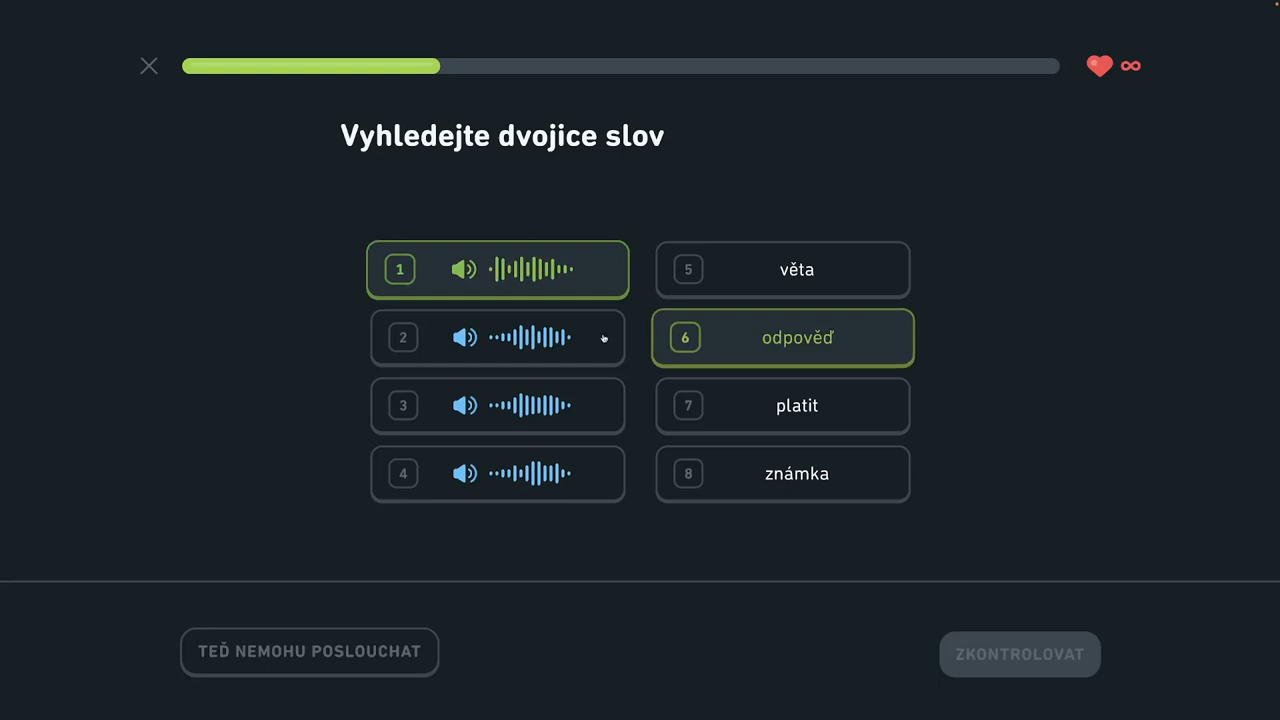 Vyhledejte dvojice slov
1
5 věta
2
6 odpověď
3
7 platit
4
8 známka
TEĎ NEMOHU POSLOUCHAT
ZKONTROLOVAT